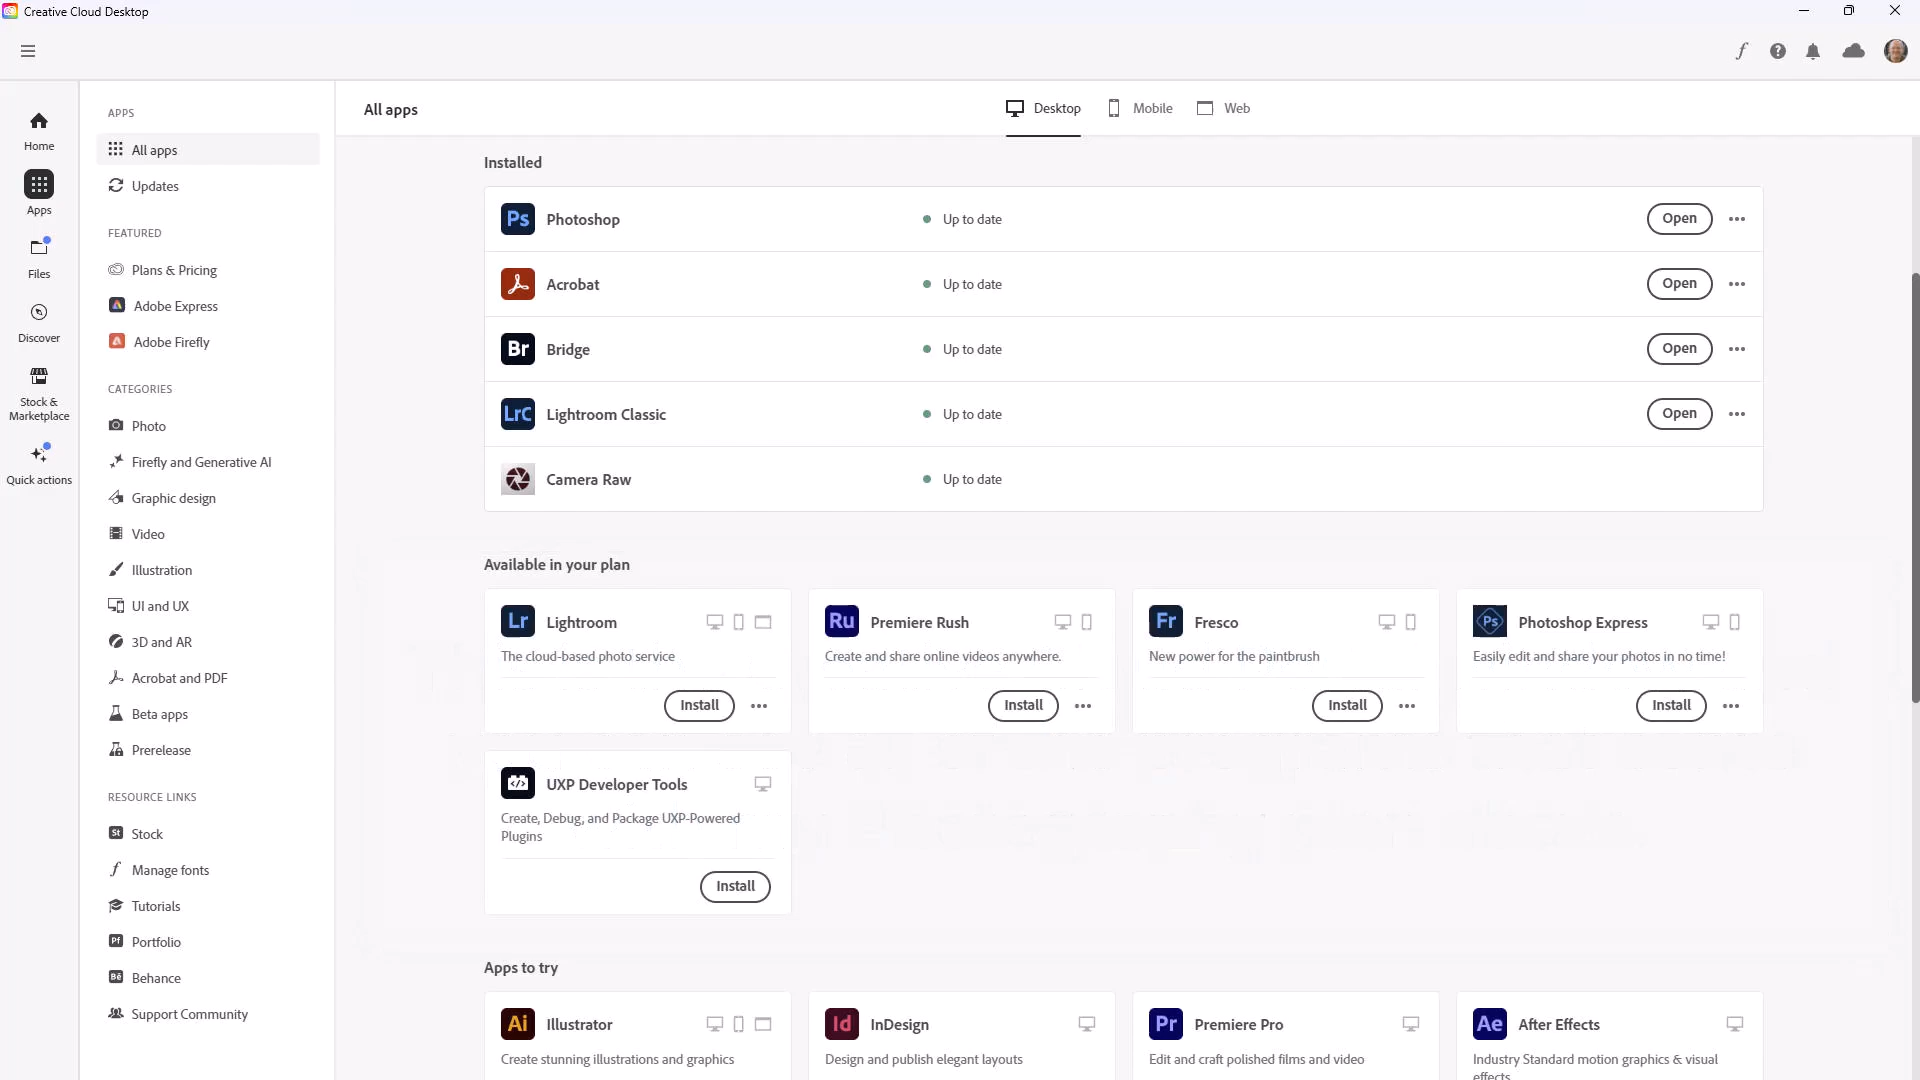 Creative Cloud Desktop
Home
Apps
Files
Discover
Stock &
Marketplace
Quick actions
APPS
All apps
Updates
FEATURED
Plans & Pricing
Adobe Express
Adobe Firefly
CATEGORIES
Photo
Firefly and Generative AI
Graphic design
Video
Illustration
UI and UX
3D and AR
Acrobat and PDF
Beta apps
Prerelease
RESOURCE LINKS
St Stock
Manage fonts
Tutorials
Pf Portfolio
Bē Behance
Support Community
All apps
Desktop Mobile Web
Installed
Ps Photoshop Up to date Open
Acrobat Up to date Open
Br Bridge Up to date Open
LrC Lightroom Classic Up to date Open
Camera Raw Up to date
Available in your plan
Lr Lightroom
The cloud-based photo service
Install
Ru Premiere Rush
Create and share online videos anywhere.
Install
Fr Fresco
New power for the paintbrush
Install
Ps Photoshop Express
Easily edit and share your photos in no time!
Install
UXP Developer Tools
Create, Debug, and Package UXP-Powered
Plugins
Install
Apps to try
Ai Illustrator
Create stunning illustrations and graphics
Id InDesign
Design and publish elegant layouts
Pr Premiere Pro
Edit and craft polished films and video
Ae After Effects
Industry Standard motion graphics & visual
effects